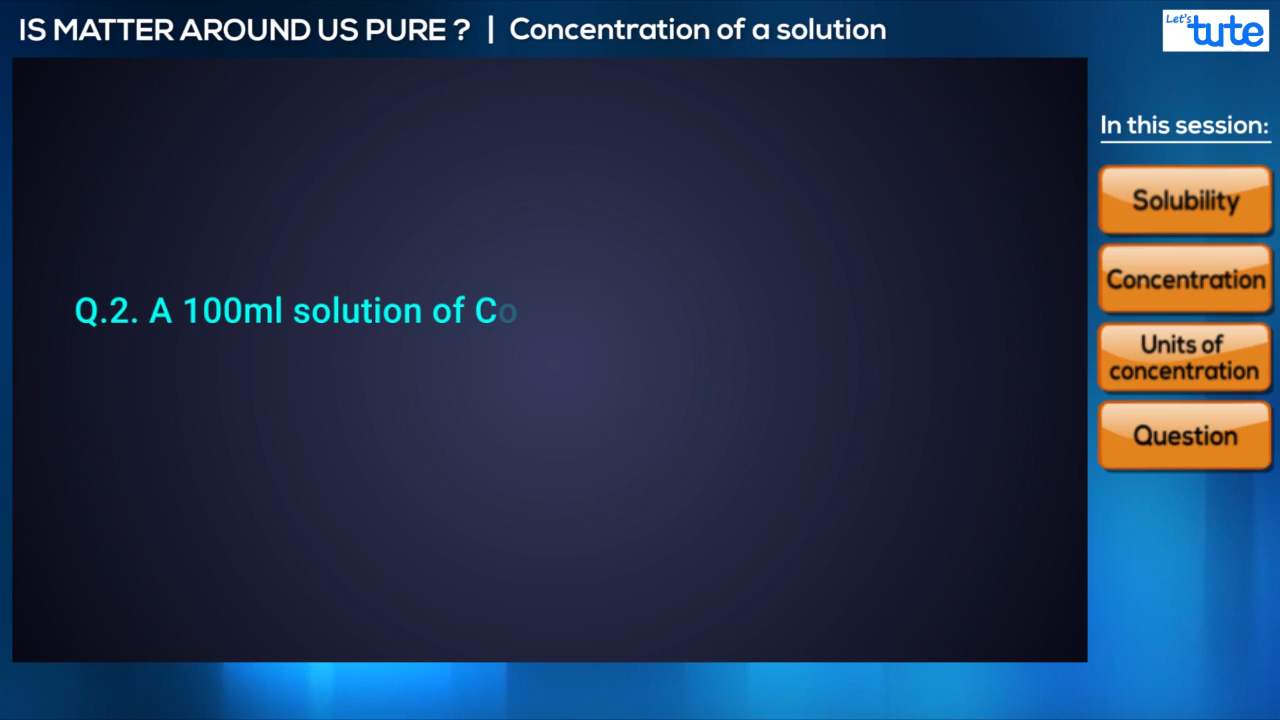 IS MATTER AROUND US PURE ? | Concentration of a solution
Let's
tute
In this session:
Solubility
Concentration
Units of
concentration
Question
Q.2. A 100ml solution of Co